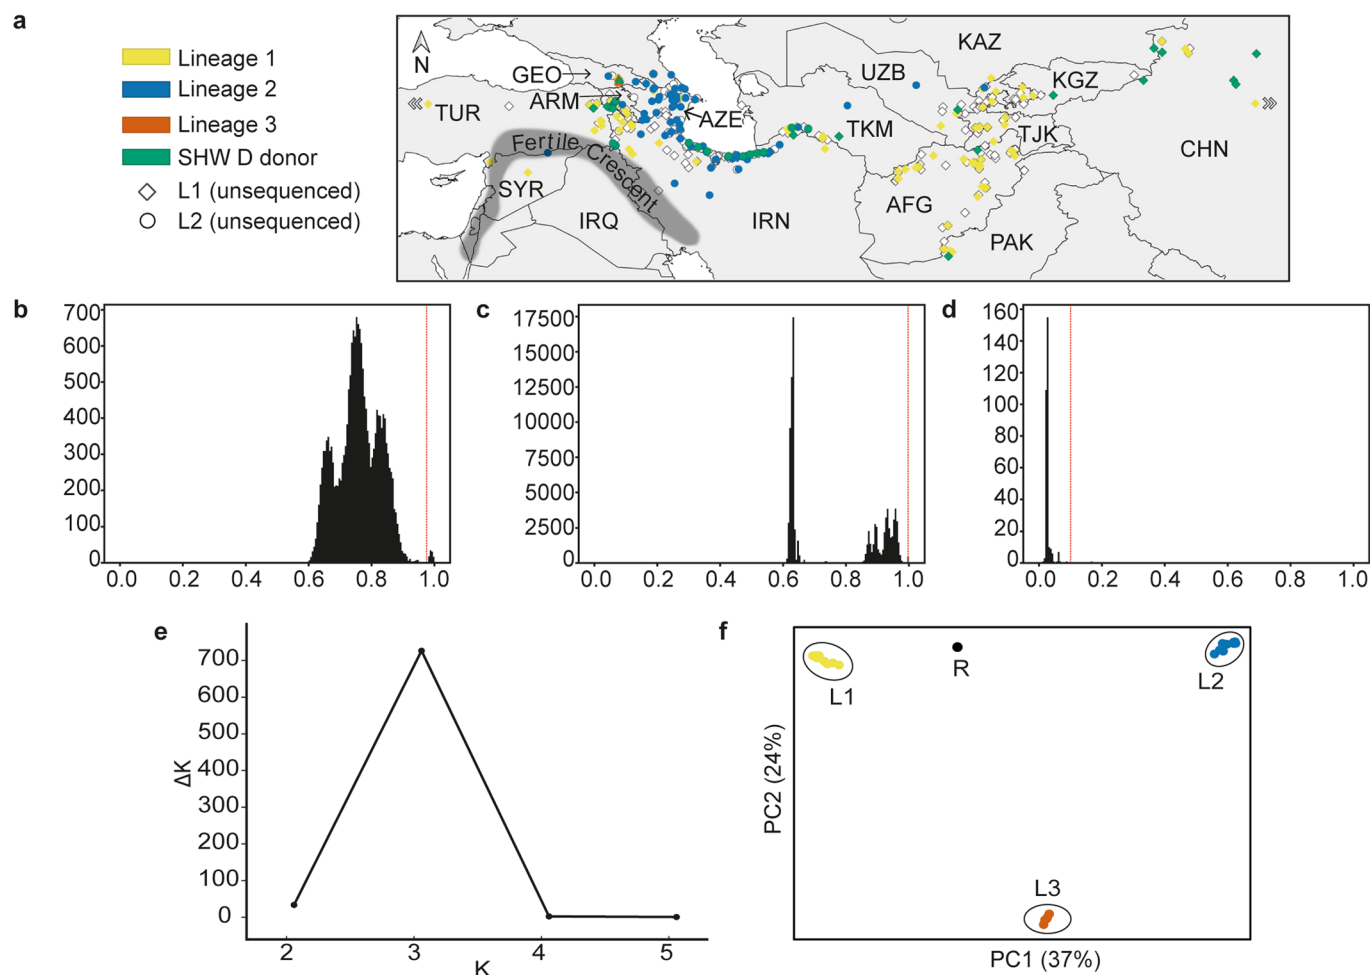 a
Lineage 1
Lineage 2
Lineage 3
SHW D donor
L1 (unsequenced)
L2 (unsequenced)
N
GEO
ARM
TUR
AZE
KAZ
UZB
KGZ
TKM
TJK
CHN
Fertile Crescent
SYR
IRQ
IRN
AFG
PAK
b
700
600
500
400
300
200
100
0
0.0 0.2 0.4 0.6 0.8 1.0
c
17500
15000
12500
10000
7500
5000
2500
0
0.0 0.2 0.4 0.6 0.8 1.0
d
160
140
120
100
80
60
40
20
0
0.0 0.2 0.4 0.6 0.8 1.0
e
700
600
500
400
300
200
100
0
ΔK
2 3 4 5
K
f
L1
R
L2
L3
PC2 (24%)
PC1 (37%)